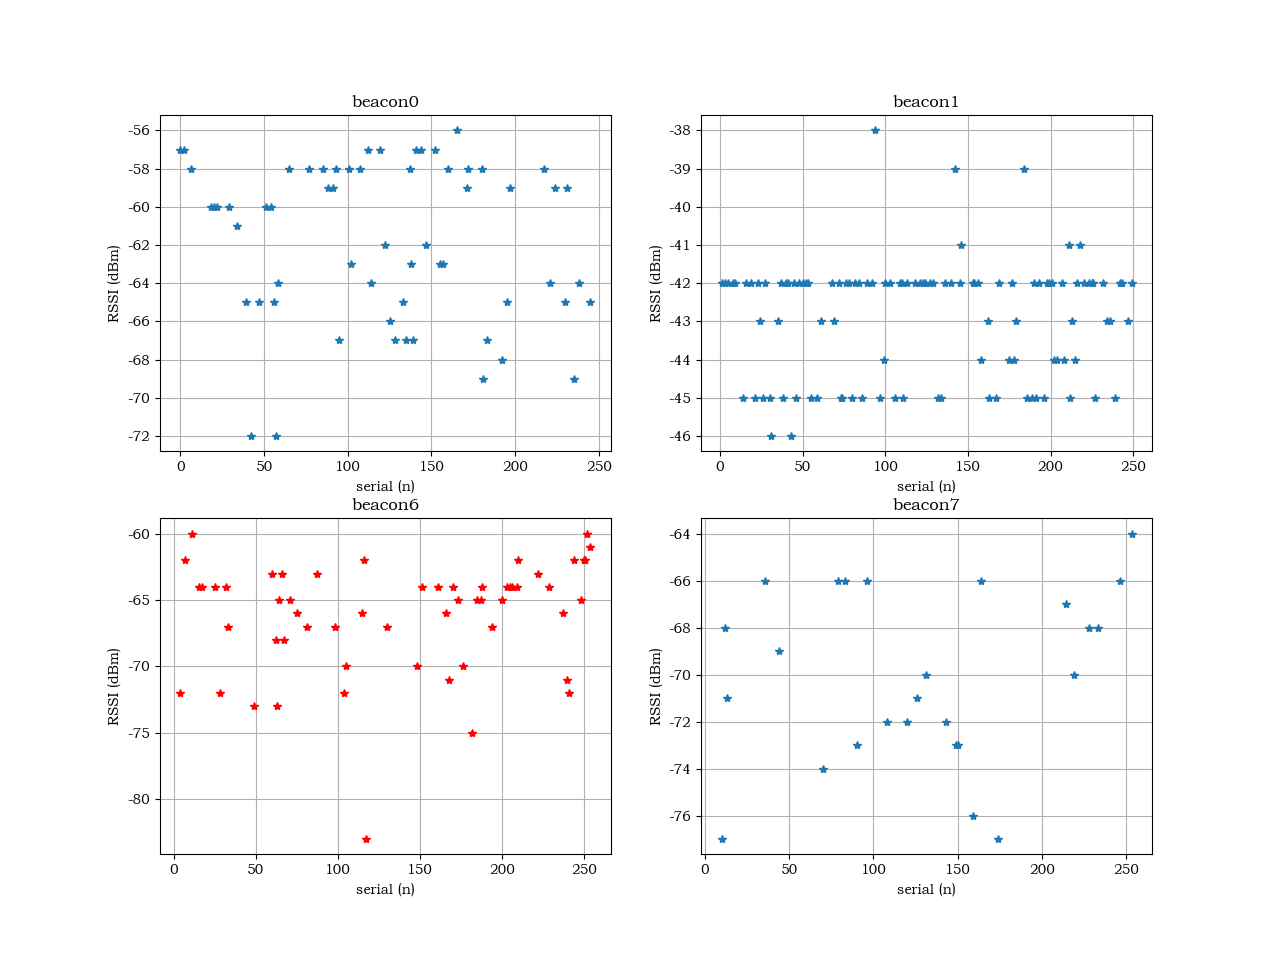 beacon0
-56
-58
-60
-62
-64
-66
-68
-70
-72
RSSI (dBm)
0 50 100 150 200 250
serial (n)
beacon1
-38
-39
-40
-41
-42
-43
-44
-45
-46
RSSI (dBm)
0 50 100 150 200 250
serial (n)
beacon6
-60
-65
-70
-75
-80
RSSI (dBm)
0 50 100 150 200 250
serial (n)
beacon7
-64
-66
-68
-70
-72
-74
-76
RSSI (dBm)
0 50 100 150 200 250
serial (n)